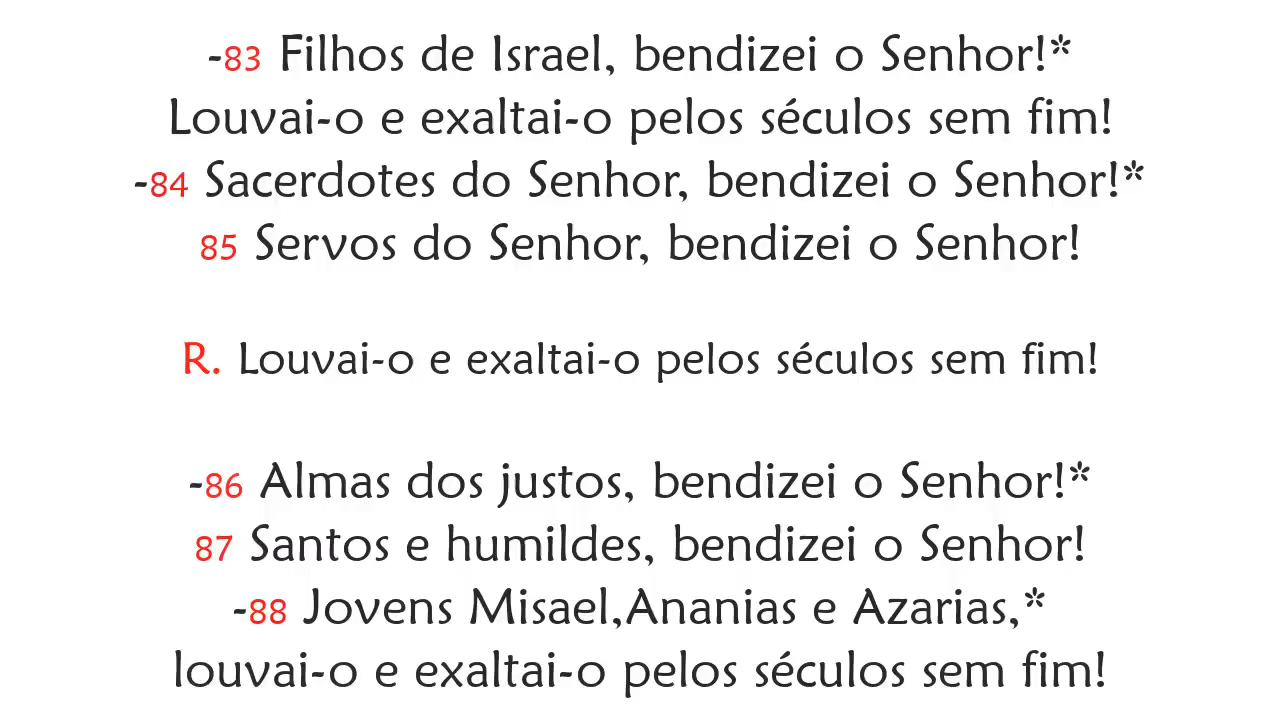 -83 Filhos de Israel, bendizei o Senhor!*
Louvai-o e exaltai-o pelos séculos sem fim!
-84 Sacerdotes do Senhor, bendizei o Senhor!*
85 Servos do Senhor, bendizei o Senhor!
R. Louvai-o e exaltai-o pelos séculos sem fim!
-86 Almas dos justos, bendizei o Senhor!*
87 Santos e humildes, bendizei o Senhor!
-88 Jovens Misael,Ananias e Azarias,*
louvai-o e exaltai-o pelos séculos sem fim!